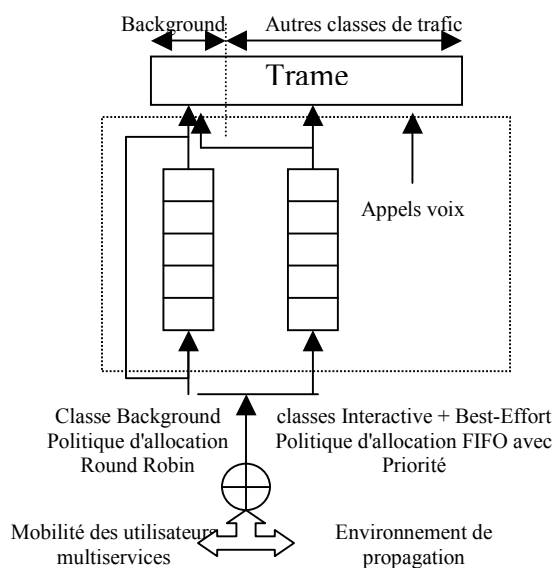 Background
Autres classes de trafic
Trame
Appels voix
Classe Background
Politique d'allocation
Round Robin
classes Interactive + Best-Effort
Politique d'allocation FIFO avec
Priorité
Mobilité des utilisateurs
multiservices
Environnement de
propagation